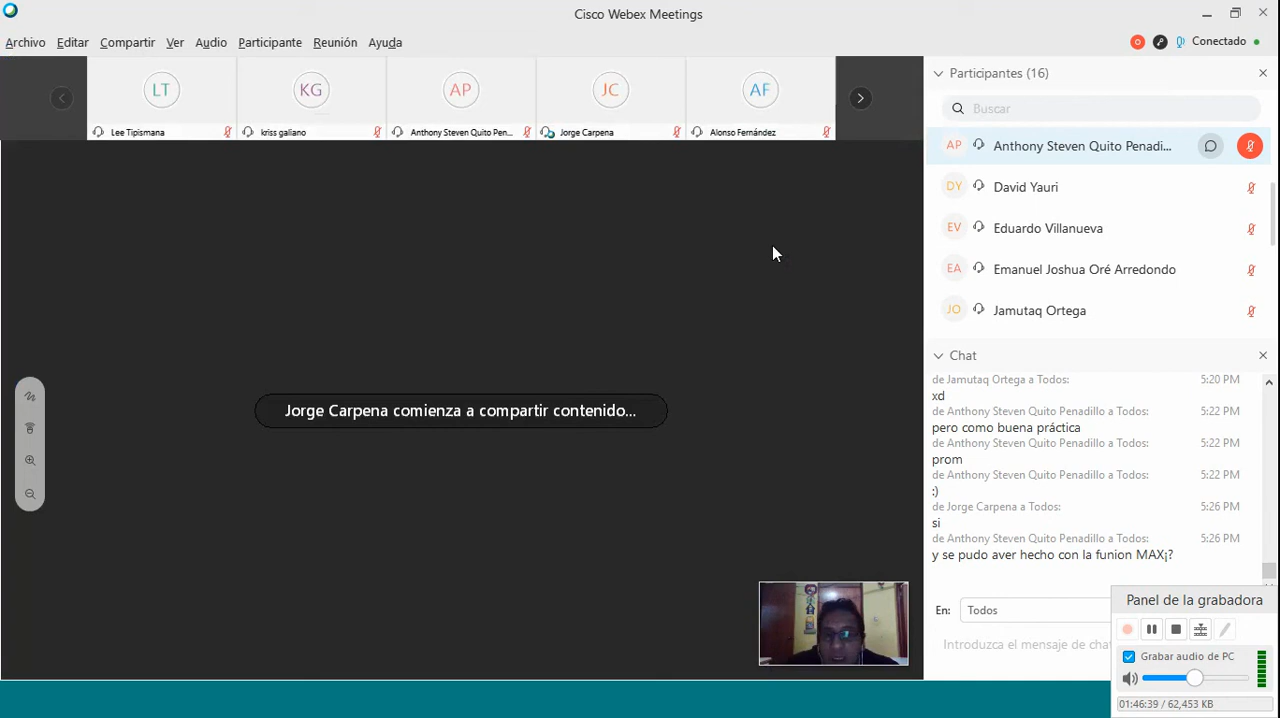 Cisco Webex Meetings
Archivo Editar Compartir Ver Audio Participante Reunión Ayuda
Conectado
LT
KG
AP
JC
AF
Lee Tipismana
kriss galiano
Anthony Steven Quito Pen...
Jorge Carpena
Alonso Fernández
Jorge Carpena comienza a compartir contenido...
Participantes (16)
Buscar
AP Anthony Steven Quito Penadi...
DY David Yauri
EV Eduardo Villanueva
EA Emanuel Joshua Oré Arredondo
JO Jamutaq Ortega
Chat
de Jamutaq Ortega a Todos: 5:20 PM
xd
de Anthony Steven Quito Penadillo a Todos: 5:22 PM
pero como buena práctica
de Anthony Steven Quito Penadillo a Todos: 5:22 PM
prom
de Anthony Steven Quito Penadillo a Todos: 5:22 PM
:)
de Jorge Carpena a Todos: 5:26 PM
si
de Anthony Steven Quito Penadillo a Todos: 5:26 PM
y se pudo aver hecho con la funion MAX¡?
En: Todos
Introduzca el mensaje de cha
Panel de la grabadora
Grabar audio de PC
01:46:39 / 62,453 KB